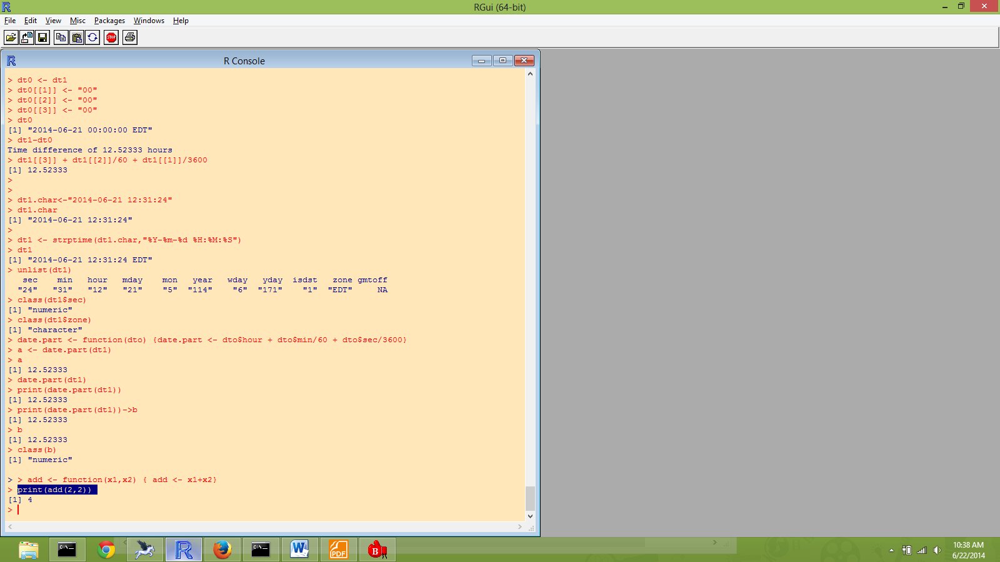 RGui (64-bit)
File Edit View Misc Packages Windows Help
STOP
R Console
> dt0 <- dt1
> dt0[[1]] <- "00"
> dt0[[2]] <- "00"
> dt0[[3]] <- "00"
> dt0
[1] "2014-06-21 00:00:00 EDT"
> dt1-dt0
Time difference of 12.52333 hours
> dt1[[3]] + dt1[[2]]/60 + dt1[[1]]/3600
[1] 12.52333
>
>
> dt1.char<-"2014-06-21 12:31:24"
> dt1.char
[1] "2014-06-21 12:31:24"
>
> dt1 <- strptime(dt1.char,"%Y-%m-%d %H:%M:%S")
> dt1
[1] "2014-06-21 12:31:24 EDT"
> unlist(dt1)
sec min hour mday mon year wday yday isdst zone gmtoff
"24" "31" "12" "21" "5" "114" "6" "171" "1" "EDT" NA
> class(dt1$sec)
[1] "numeric"
> class(dt1$zone)
[1] "character"
> date.part <- function(dto) {date.part <- dto$hour + dto$min/60 + dto$sec/3600}
> a <- date.part(dt1)
> a
[1] 12.52333
> date.part(dt1)
> print(date.part(dt1))
[1] 12.52333
> print(date.part(dt1))->b
[1] 12.52333
> b
[1] 12.52333
> class(b)
[1] "numeric"
> > add <- function(x1,x2) { add <- x1+x2}
> print(add(2,2))
[1] 4
>
C:\_
R
C:\_
W
PDF
B
10:38 AM
6/22/2014